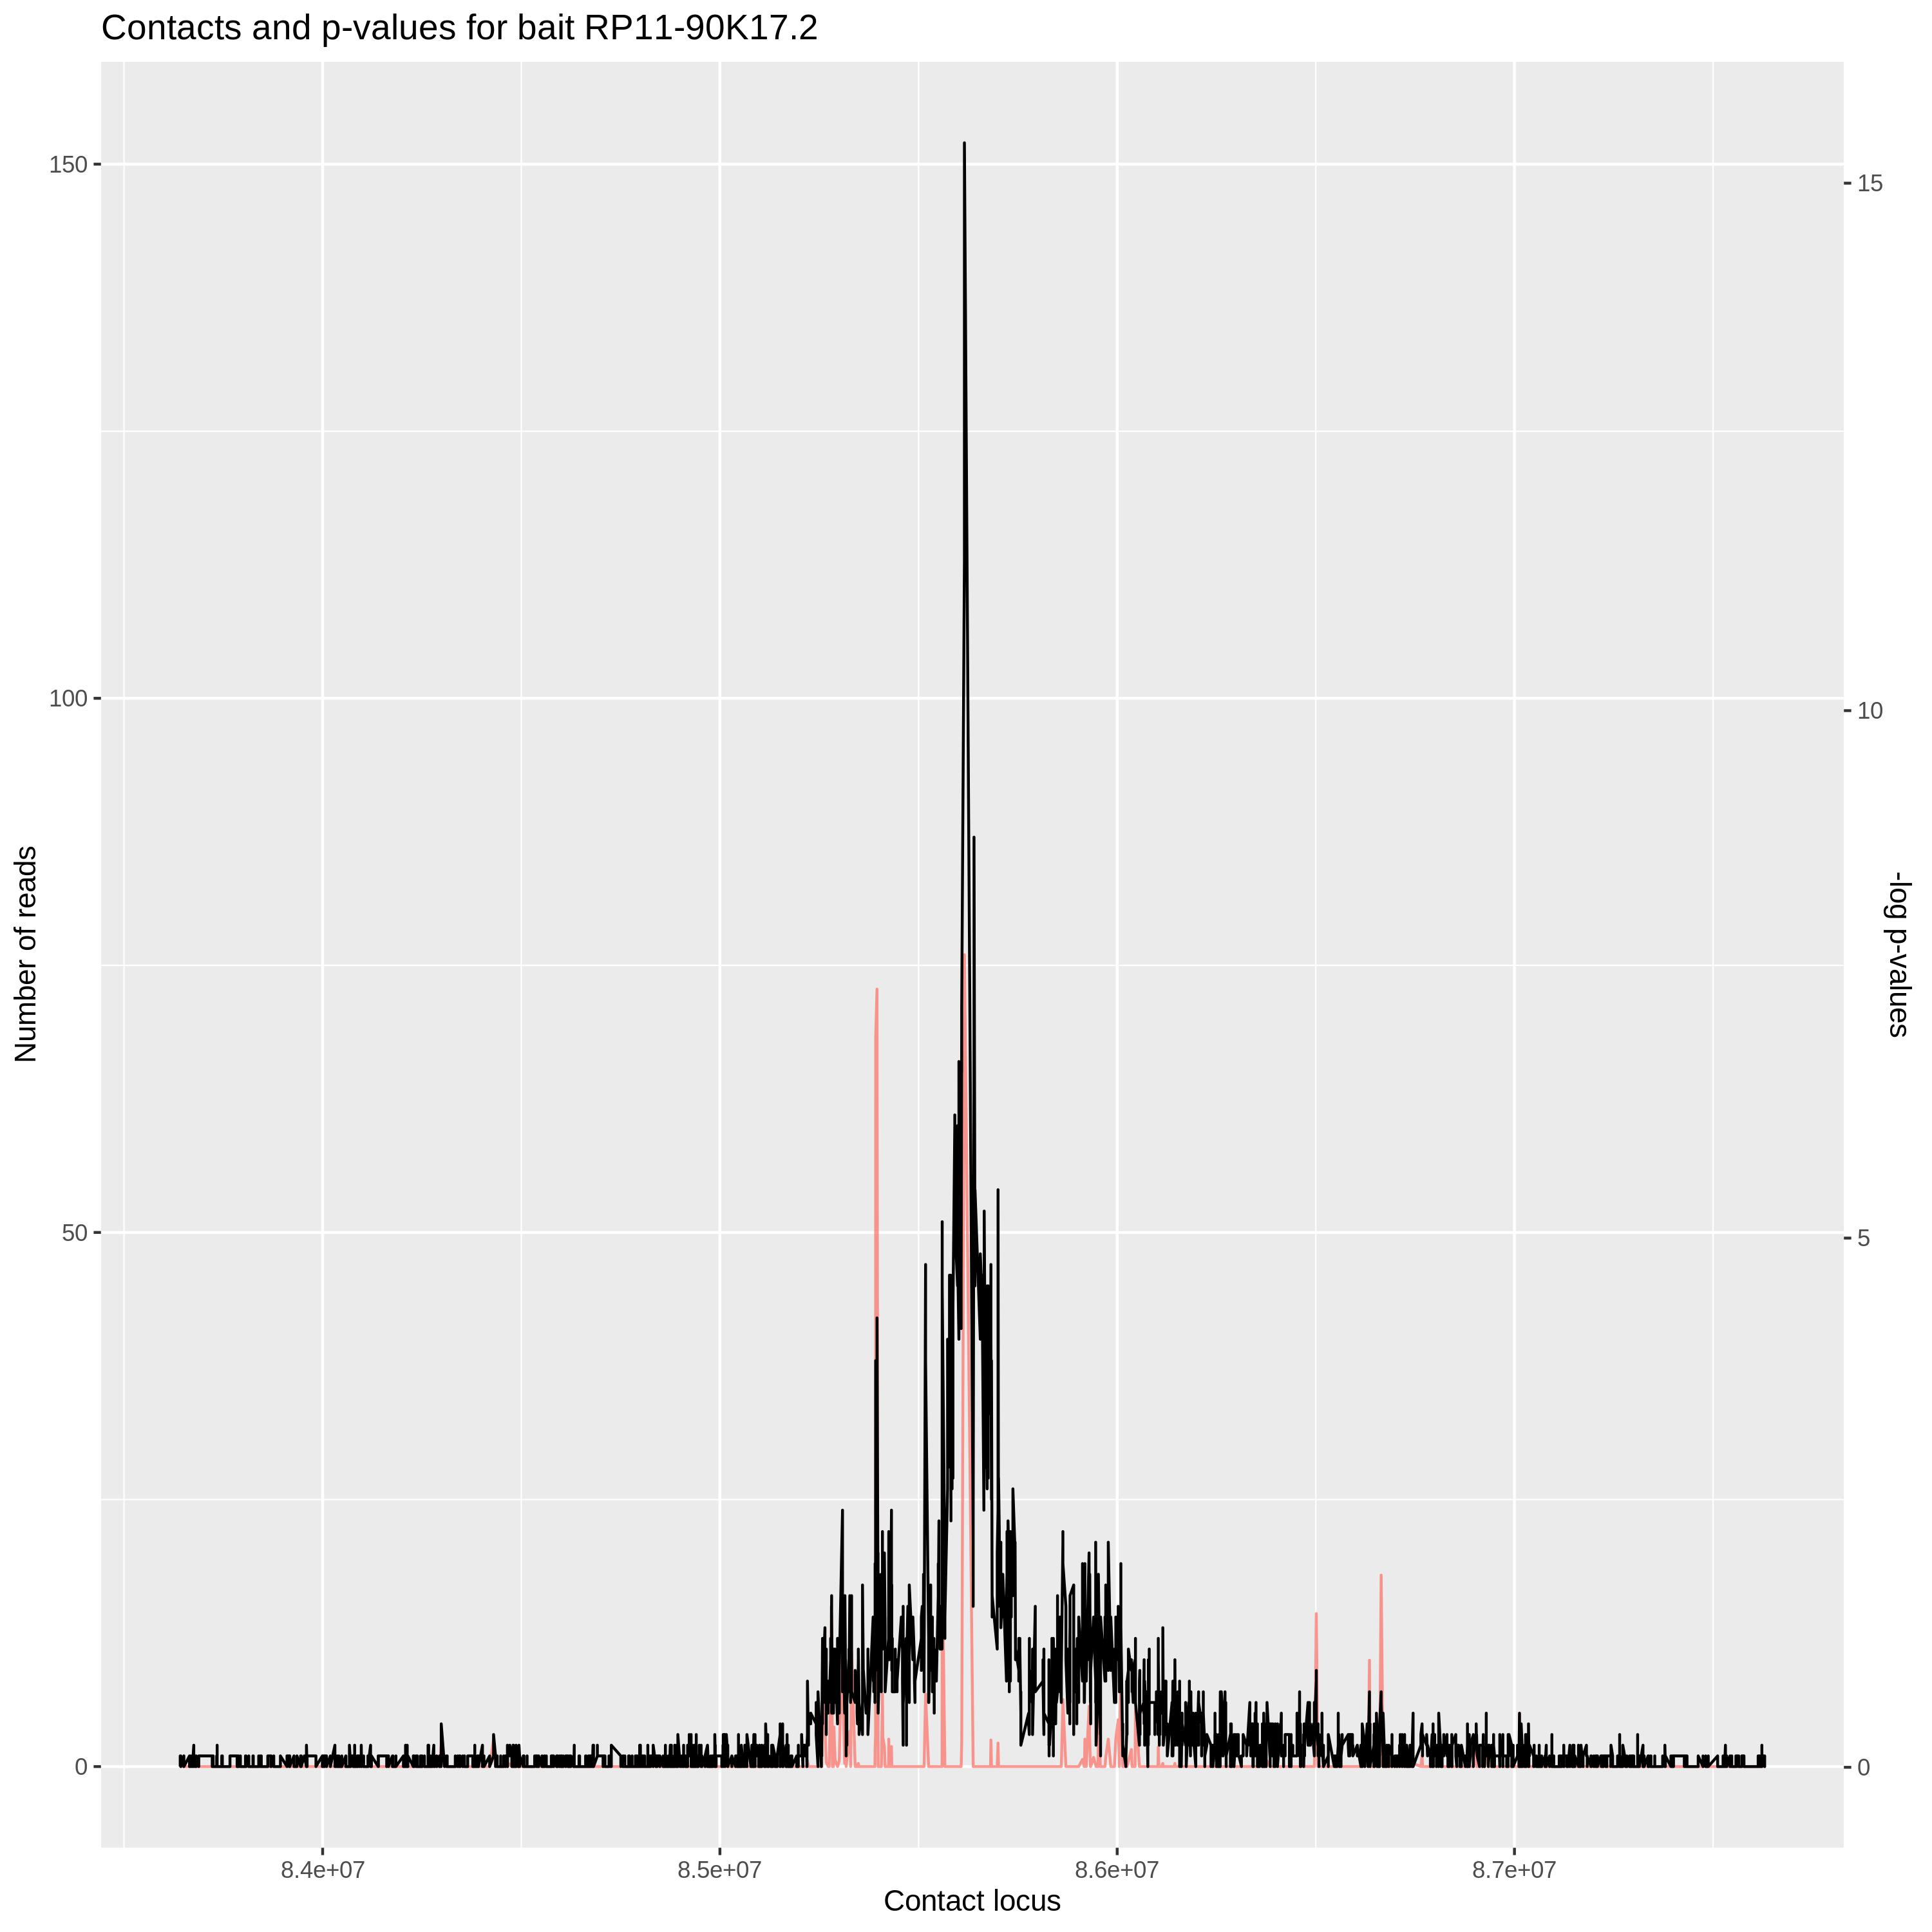 Contacts and p-values for bait RP11-90K17.2
150
100
50
0
Number of reads
15
10
5
0
-log p-values
8.4e+07
8.5e+07
8.6e+07
8.7e+07
Contact locus